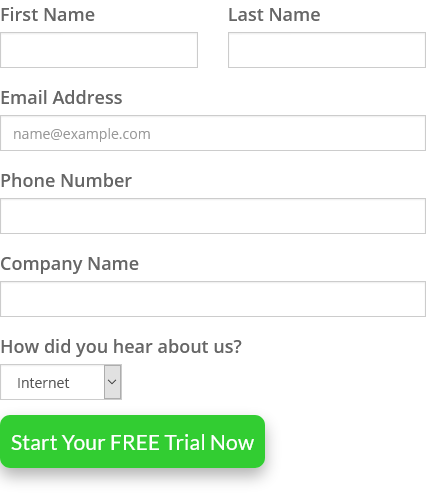 First Name Last Name
Email Address
name@example.com
Phone Number
Company Name
How did you hear about us?
Internet
Start Your FREE Trial Now